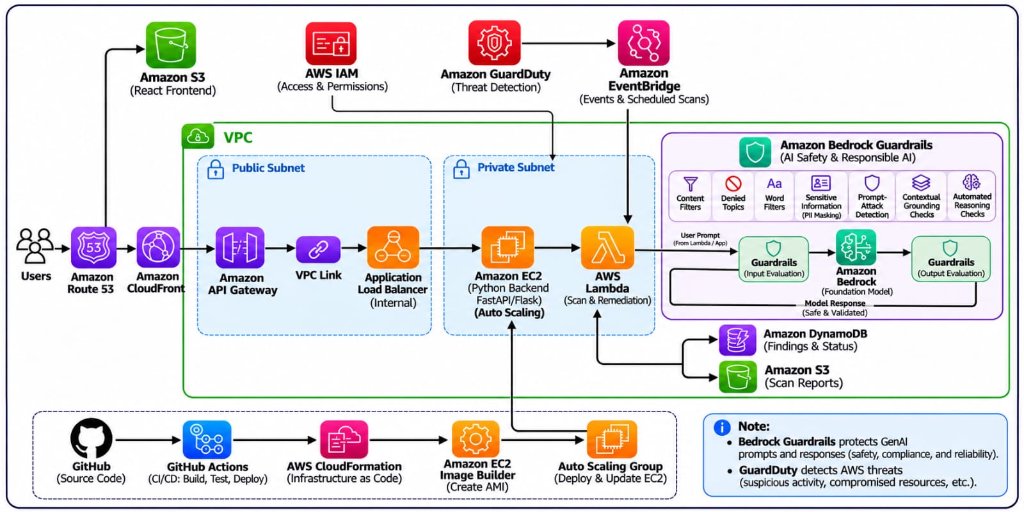 Amazon S3
(React Frontend)
AWS IAM
(Access & Permissions)
Amazon GuardDuty
(Threat Detection)
Amazon
EventBridge
(Events & Scheduled Scans)
VPC
Public Subnet
Private Subnet
Amazon Bedrock Guardrails
(AI Safety & Responsible AI)
Content
Filters
Denied
Topics
Aa
Word
Filters
Sensitive
Information
(PII Masking)
Prompt-
Attack
Detection
Contextual
Grounding
Checks
Automated
Reasoning
Checks
Users
53
Amazon
Route 53
Amazon
CloudFront
Amazon
API Gateway
VPC Link
Application
Load Balancer
(Internal)
Amazon EC2
(Python Backend
FastAPI/Flask)
(Auto Scaling)
AWS
Lambda
(Scan & Remediation)
User Prompt
(From Lambda / App)
Guardrails
(Input Evaluation)
Amazon
Bedrock
(Foundation Model)
Guardrails
(Output Evaluation)
Model Response
(Safe & Validated)
Amazon DynamoDB
(Findings & Status)
Amazon S3
(Scan Reports)
GitHub
(Source Code)
GitHub Actions
(CI/CD: Build, Test, Deploy)
AWS CloudFormation
(Infrastructure as Code)
Amazon EC2
Image Builder
(Create AMI)
Auto Scaling Group
(Deploy & Update EC2)
i
Note:
• Bedrock Guardrails protects GenAI
prompts and responses (safety, compliance, and reliability).
• GuardDuty detects AWS threats
(suspicious activity, compromised resources, etc.).